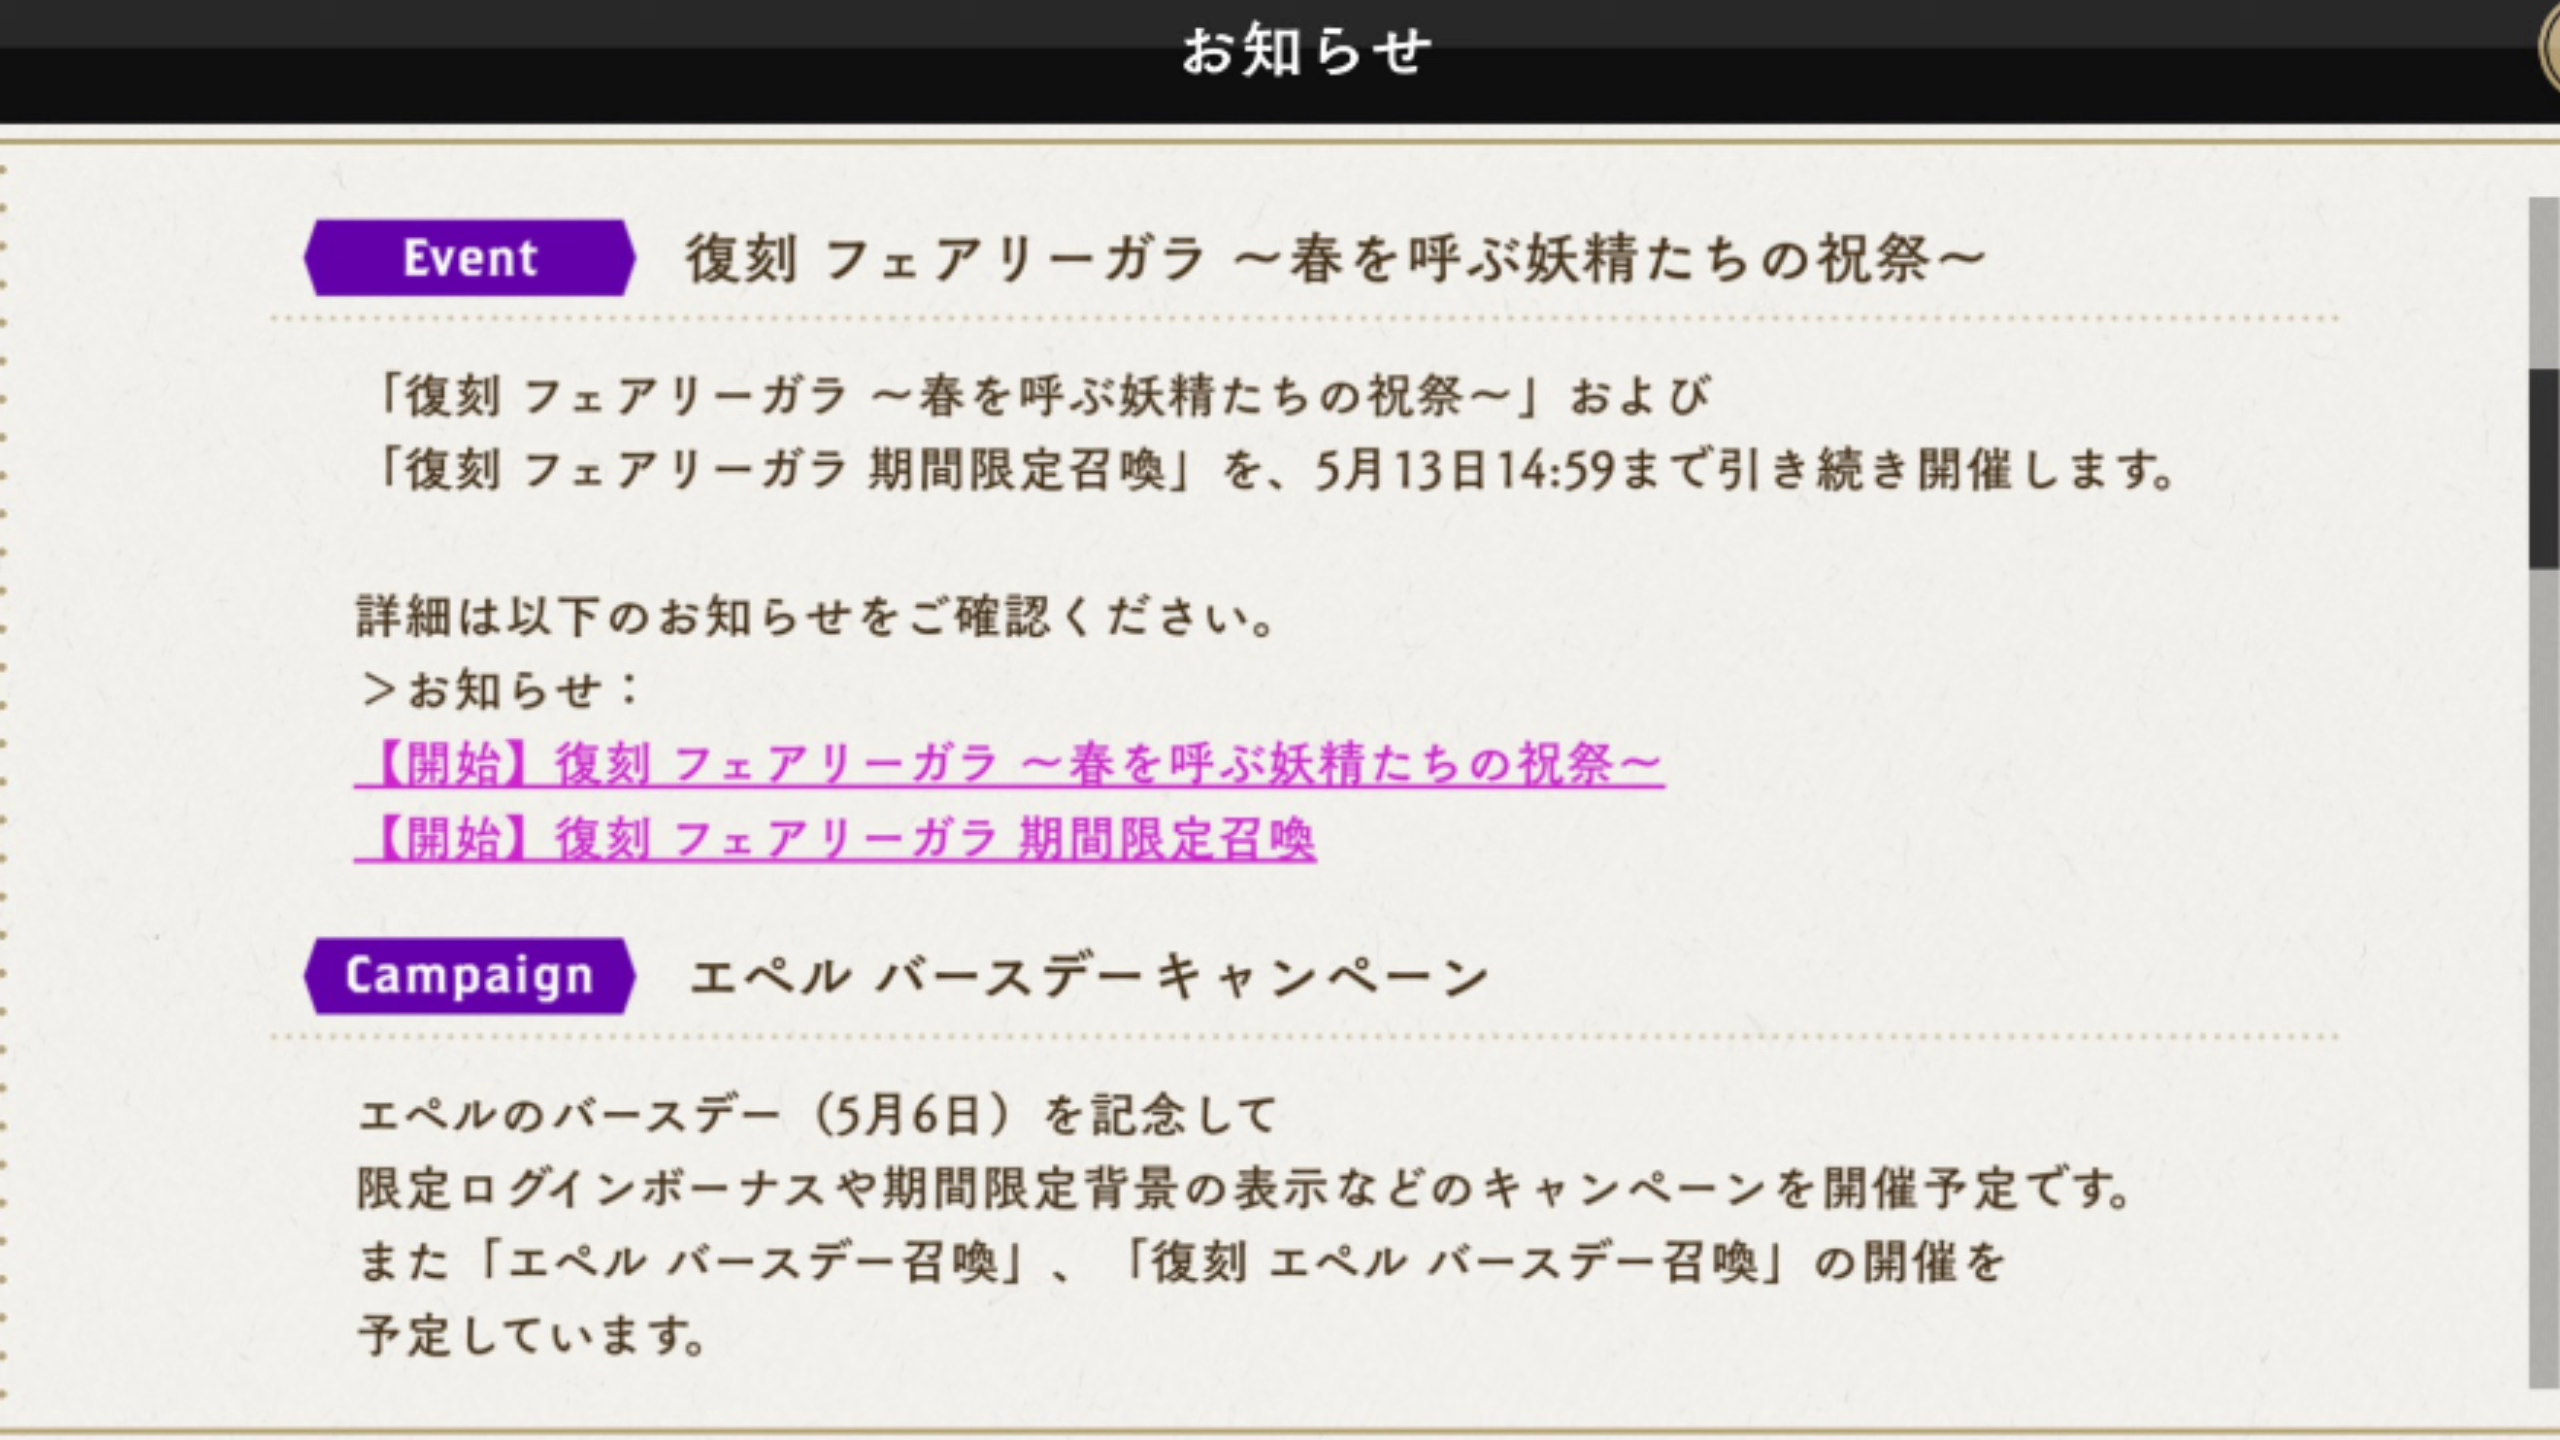 お知らせ
Event
復刻 フェアリーガラ ～春を呼ぶ妖精たちの祝祭～
「復刻 フェアリーガラ ～春を呼ぶ妖精たちの祝祭～」および
「復刻 フェアリーガラ 期間限定召喚」を、5月13日14:59まで引き続き開催します。
詳細は以下のお知らせをご確認ください。
＞お知らせ：
【開始】復刻 フェアリーガラ ～春を呼ぶ妖精たちの祝祭～
【開始】復刻 フェアリーガラ 期間限定召喚
Campaign
エペル バースデーキャンペーン
エペルのバースデー（5月6日）を記念して
限定ログインボーナスや期間限定背景の表示などのキャンペーンを開催予定です。
また「エペル バースデー召喚」、「復刻 エペル バースデー召喚」の開催を
予定しています。